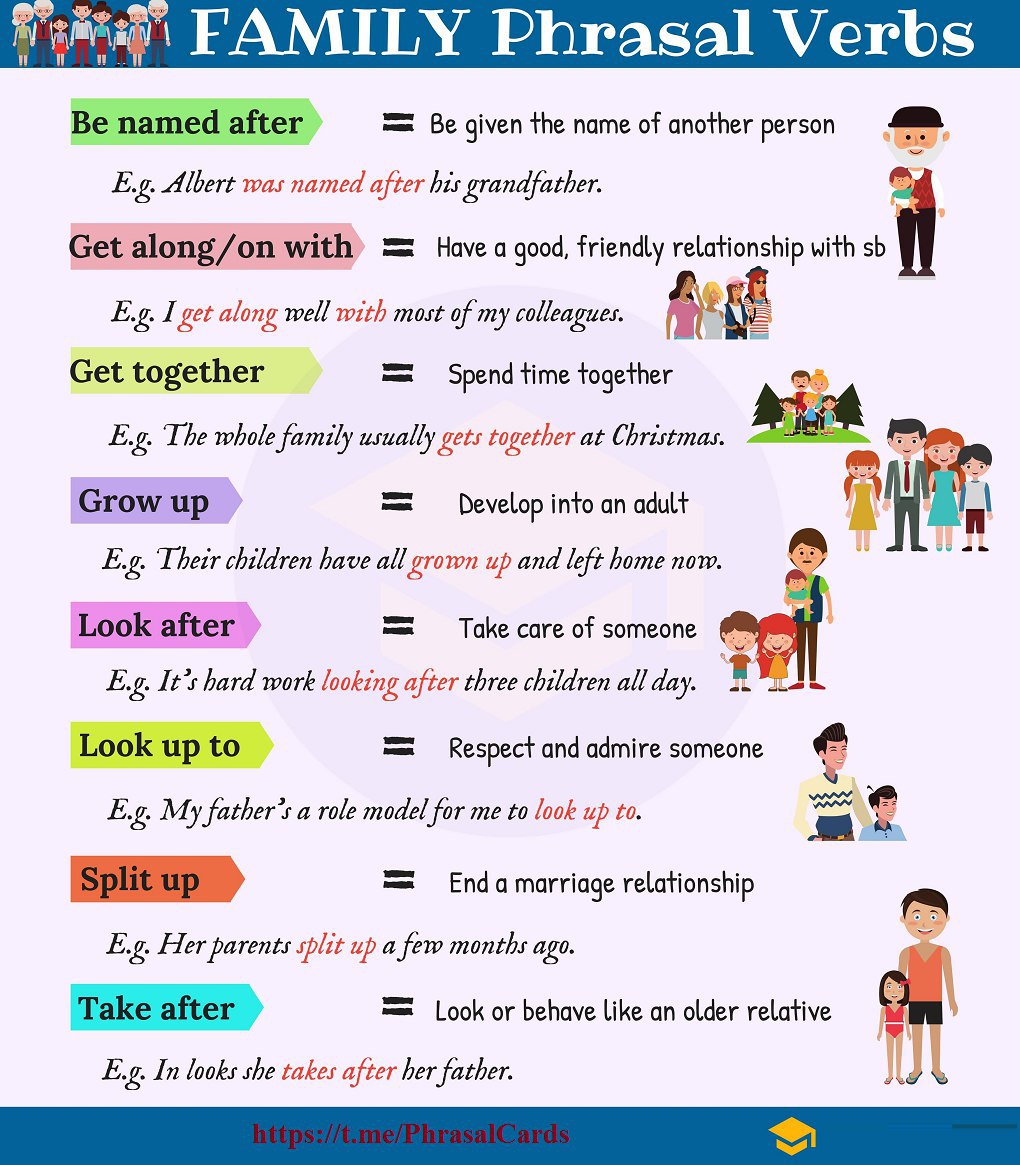 FAMILY Phrasal Verbs
Be named after = Be given the name of another person
E.g. Albert was named after his grandfather.
Get along/on with = Have a good, friendly relationship with sb
E.g. I get along well with most of my colleagues.
Get together = Spend time together
E.g. The whole family usually gets together at Christmas.
Grow up = Develop into an adult
E.g. Their children have all grown up and left home now.
Look after = Take care of someone
E.g. It's hard work looking after three children all day.
Look up to = Respect and admire someone
E.g. My father's a role model for me to look up to.
Split up = End a marriage relationship
E.g. Her parents split up a few months ago.
Take after = Look or behave like an older relative
E.g. In looks she takes after her father.
https://t.me/PhrasalCards